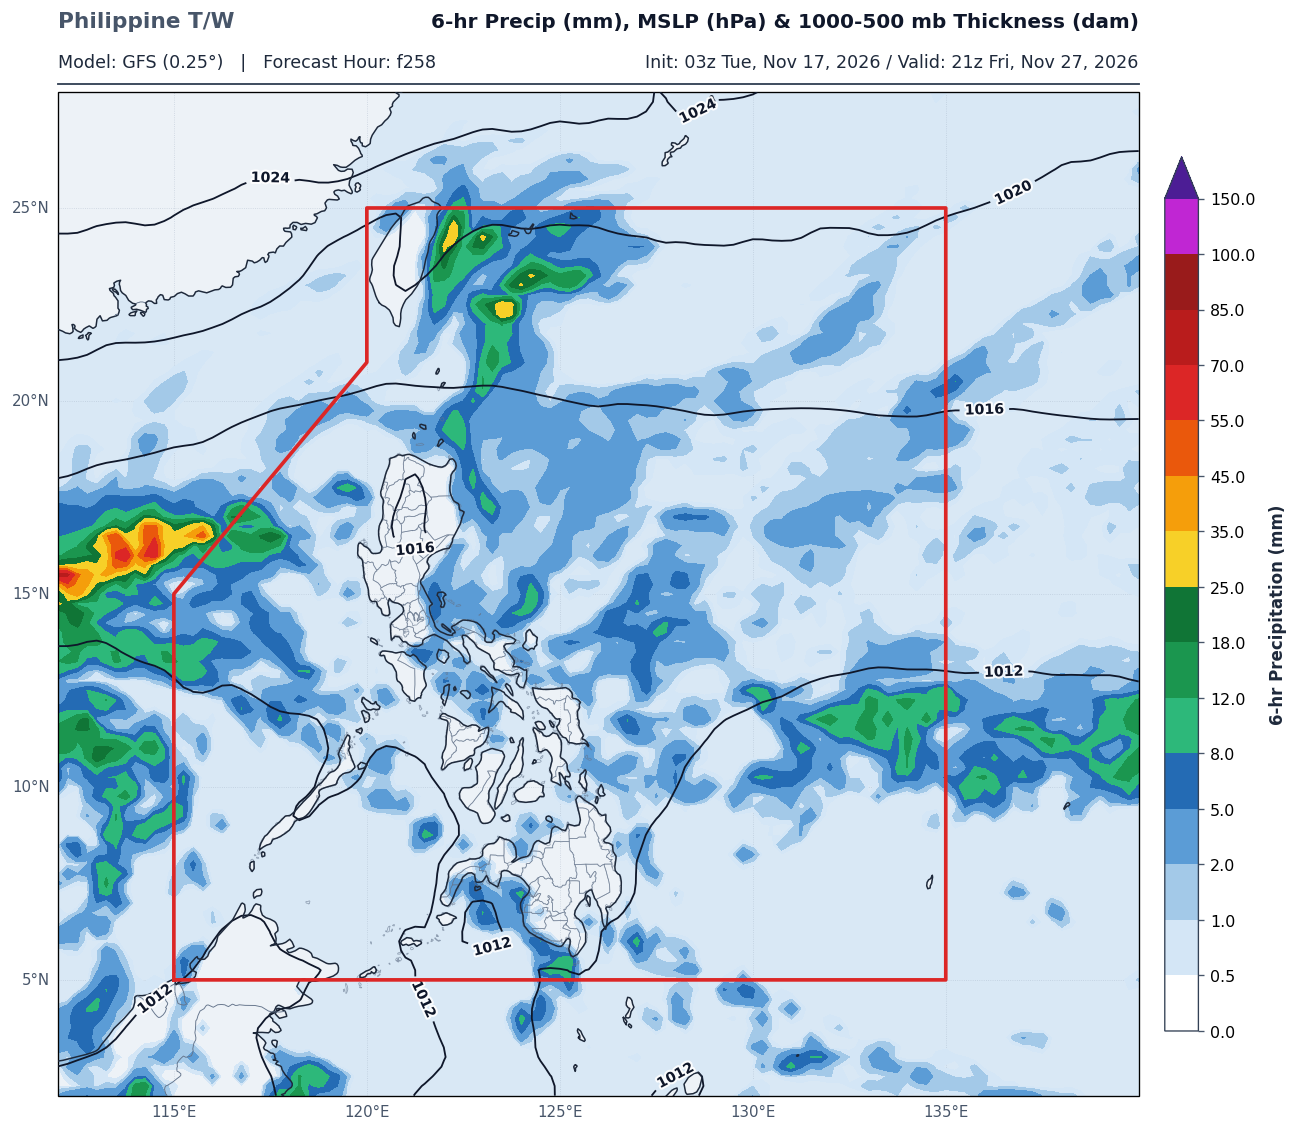 Philippine T/W
6-hr Precip (mm), MSLP (hPa) & 1000-500 mb Thickness (dam)
Model: GFS (0.25°) | Forecast Hour: f258
Init: 03z Tue, Nov 17, 2026 / Valid: 21z Fri, Nov 27, 2026
1024
1024
1020
1016
1016
1012
1012
1012
1012
1012
25°N
20°N
15°N
10°N
5°N
115°E
120°E
125°E
130°E
135°E
150.0
100.0
85.0
70.0
55.0
45.0
35.0
25.0
18.0
12.0
8.0
5.0
2.0
1.0
0.5
0.0
6-hr Precipitation (mm)